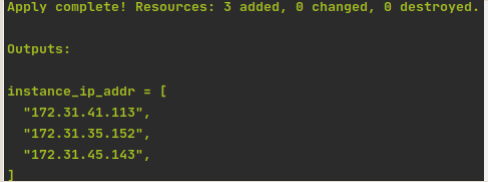 Apply complete! Resources: 3 added, 0 changed, 0 destroyed.
Outputs:
instance_ip_addr = [
"172.31.41.113",
"172.31.35.152",
"172.31.45.143",
]